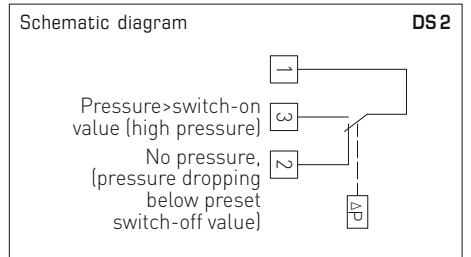 Schematic diagram DS 2
1
Pressure>switch-on
value (high pressure) 3
No pressure, 2
(pressure dropping
below preset
switch-off value)
ΔP